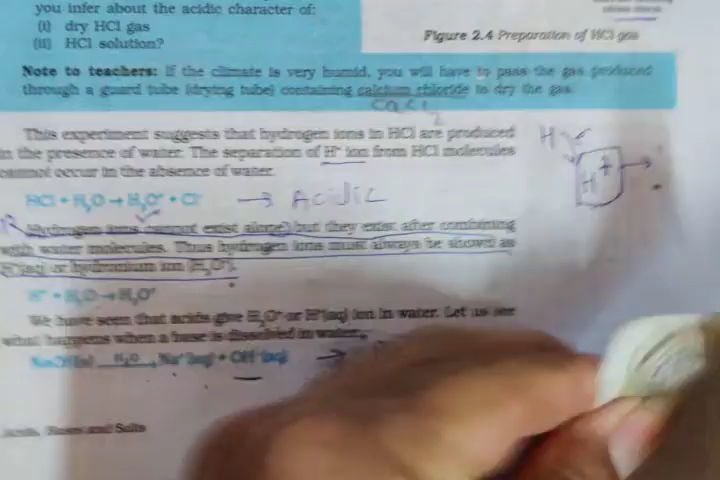 you infer about the acidic character of:
(i) dry HCl gas
(ii) HCl solution?
Figure 2.4 Preparation of HCl gas
Note to teachers: If the climate is very humid, you will have to pass the gas produced
through a guard tube (drying tube) containing calcium chloride to dry the gas.
CaCl2
This experiment suggests that hydrogen ions in HCl are produced
in the presence of water. The separation of H+ ion from HCl molecules
cannot occur in the absence of water.
HCl + H2O → H3O+ + Cl- → Acidic
H+
Hydrogen ions cannot exist alone, but they exist after combining
with water molecules. Thus hydrogen ions must always be shown as
H+(aq) or hydronium ion (H3O+).
H+ + H2O → H3O+
We have seen that acids give H3O+ or H+(aq) ion in water. Let us see
what happens when a base is dissolved in water.
NaOH(s) H2O→ Na+(aq) + OH-(aq) →
Acids, Bases and Salts